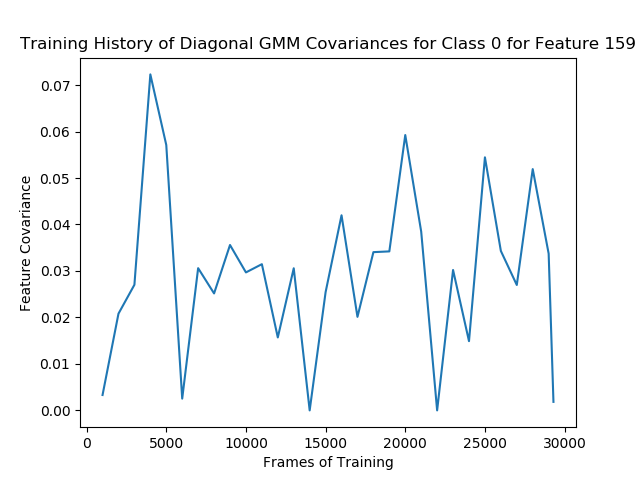 Training History of Diagonal GMM Covariances for Class 0 for Feature 159
0.07
0.06
0.05
0.04
0.03
0.02
0.01
0.00
Feature Covariance
0 5000 10000 15000 20000 25000 30000
Frames of Training